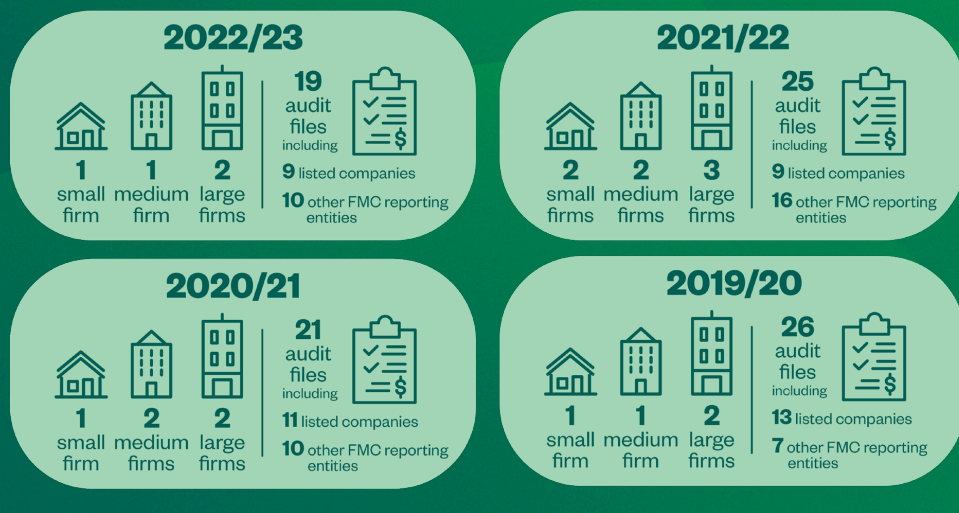 2022/23
19
audit
files
including
1
small
firm
1
medium
firm
2
large
firms
9 listed companies
10 other FMC reporting
entities
$
2021/22
25
audit
files
including
2
small
firms
2
medium
firms
3
large
firms
9 listed companies
16 other FMC reporting
entities
$
2020/21
21
audit
files
including
1
small
firm
2
medium
firms
2
large
firms
11 listed companies
10 other FMC reporting
entities
$
2019/20
26
audit
files
including
1
small
firm
1
medium
firm
2
large
firms
13 listed companies
7 other FMC reporting
entities
$